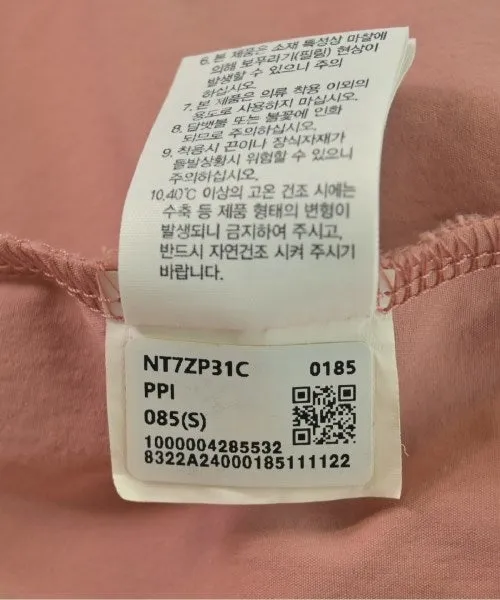 6. 본 제품은 소재 특성상 마찰에
의해 보푸라기(필링) 현상이
발생할 수 있으니 주의
하십시오.
7. 본 제품은 의류 착용 이외의
용도로 사용하지 마십시오.
8. 담뱃불 또는 불꽃에 인화
되므로 주의하십시오.
9. 착용시 끈이나 장식자재가
돌발상황시 위험할 수 있으니
주의하십시오.
10.40℃ 이상의 고온 건조 시에는
수축 등 제품 형태의 변형이
발생되니 금지하여 주시고,
반드시 자연건조 시켜 주시기
바랍니다.
NT7ZP31C 0185
PPI
085(S)
1000004285532
8322A24000185111122